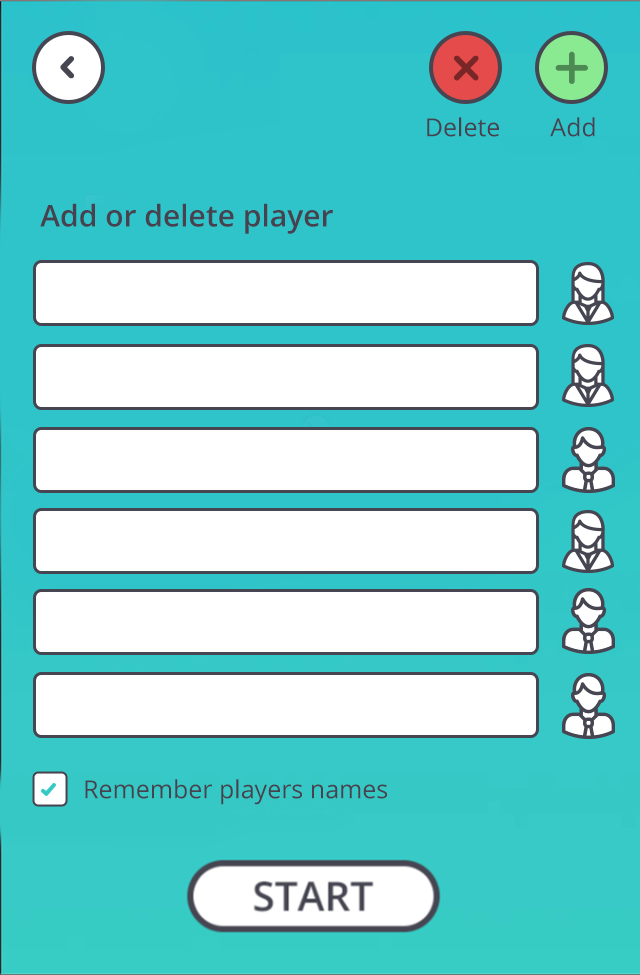 Delete
Add
Add or delete player
Remember players names
START